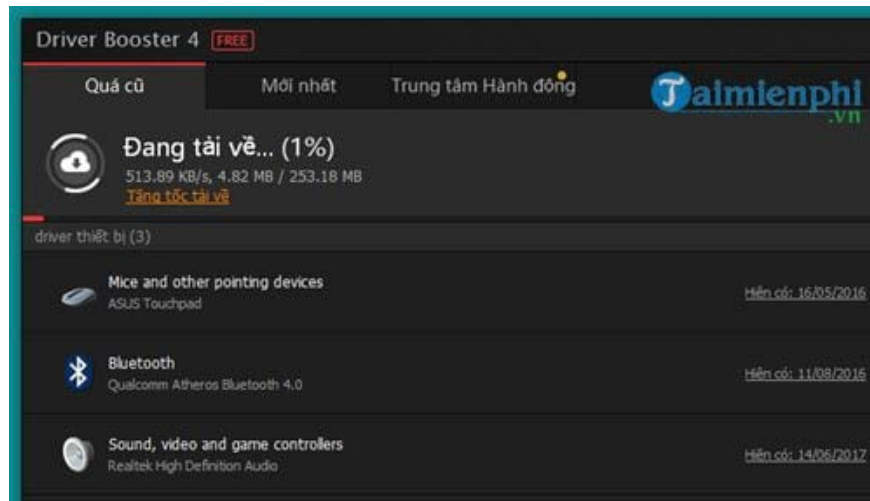 Driver Booster 4 FREE
Quá cũ Mới nhất Trung tâm Hành động
Taimienphi
.vn
Đang tải về... (1%)
513.89 KB/s, 4.82 MB / 253.18 MB
Tăng tốc tải về
driver thiết bị (3)
Mice and other pointing devices
ASUS Touchpad
Hiện có: 16/05/2016
Bluetooth
Qualcomm Atheros Bluetooth 4.0
Hiện có: 11/08/2016
Sound, video and game controllers
Realtek High Definition Audio
Hiện có: 14/06/2017